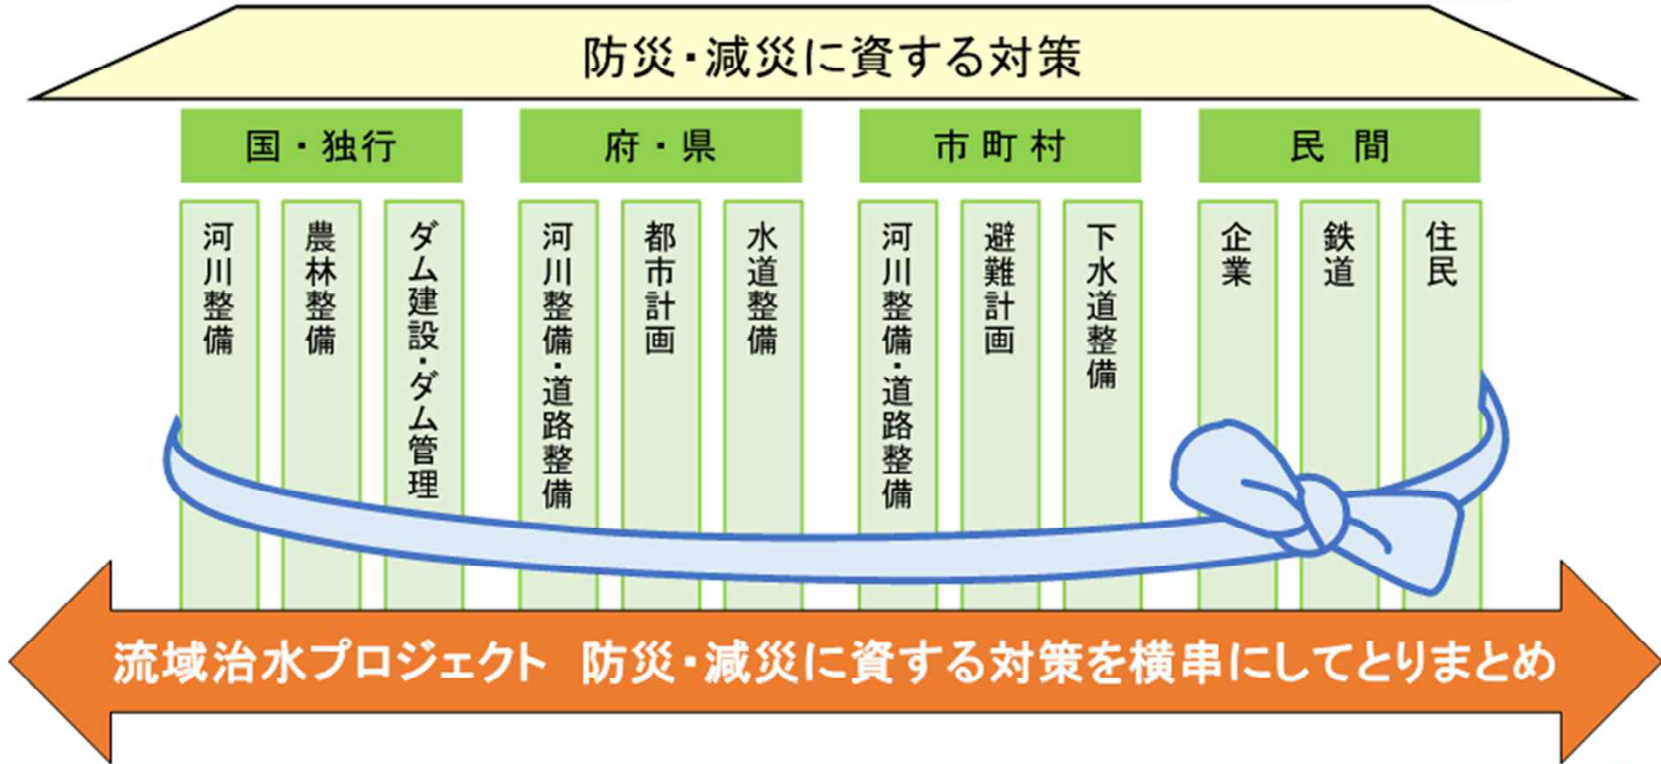 防災・減災に資する対策
国・独行
府・県
市町村
民間
河川整備
農林整備
ダム建設・ダム管理
河川整備・道路整備
都市計画
水道整備
河川整備・道路整備
避難計画
下水道整備
企業
鉄道
住民
流域治水プロジェクト 防災・減災に資する対策を横串にしてとりまとめ